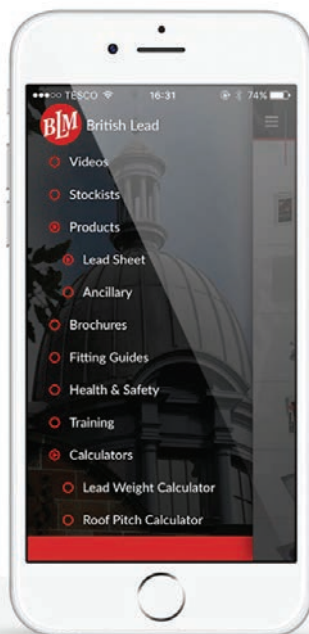 TESCO 16:31 74%
BLM British Lead
Videos
Stockists
Products
Lead Sheet
Ancillary
Brochures
Fitting Guides
Health & Safety
Training
Calculators
Lead Weight Calculator
Roof Pitch Calculator